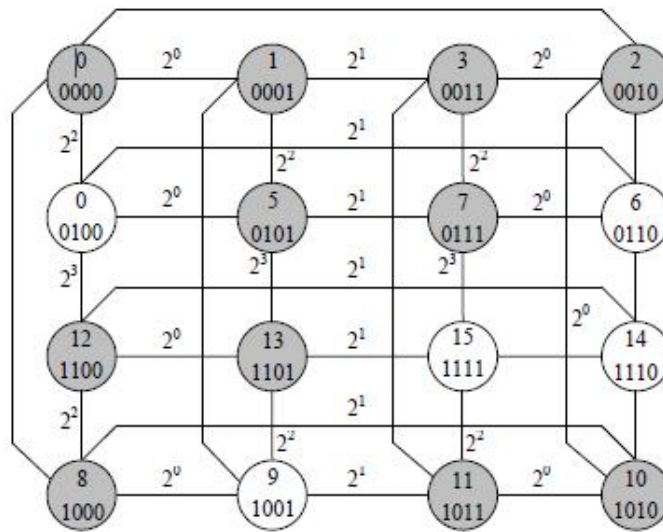 0 2⁰ 1 2¹ 3 2⁰ 2
0000 0001 0011 0010
2² 2¹
2² 2²
0 2⁰ 5 2¹ 7 2⁰ 6
0100 0101 0111 0110
2³ 2³ 2¹ 2³
12 2⁰ 13 2¹ 15 2⁰ 14
1100 1101 1111 1110
2² 2¹
2² 2²
8 2⁰ 9 2¹ 11 2⁰ 10
1000 1001 1011 1010